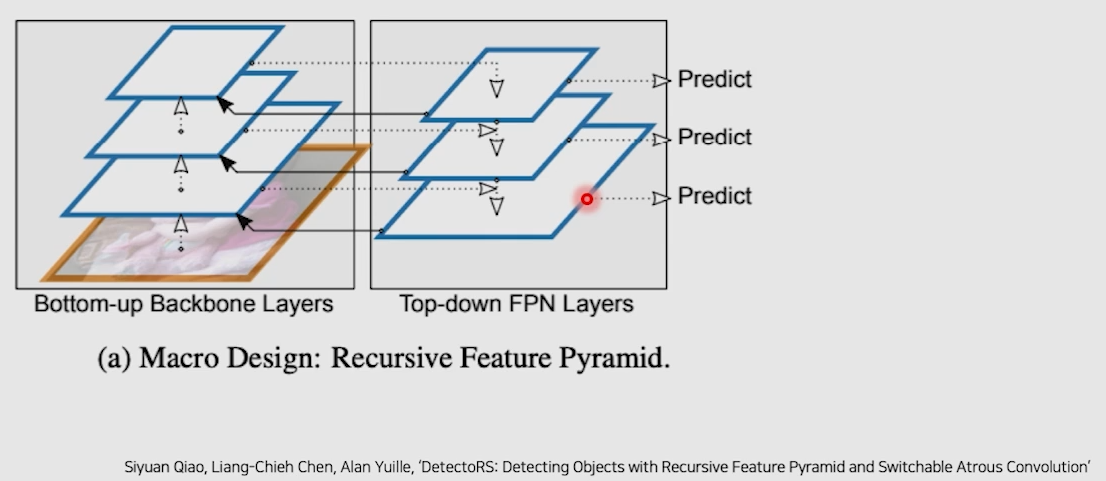 Predict
Predict
Predict
Bottom-up Backbone Layers
Top-down FPN Layers
(a) Macro Design: Recursive Feature Pyramid.
Siyuan Qiao, Liang-Chieh Chen, Alan Yuille, ‘DetectoRS: Detecting Objects with Recursive Feature Pyramid and Switchable Atrous Convolution’